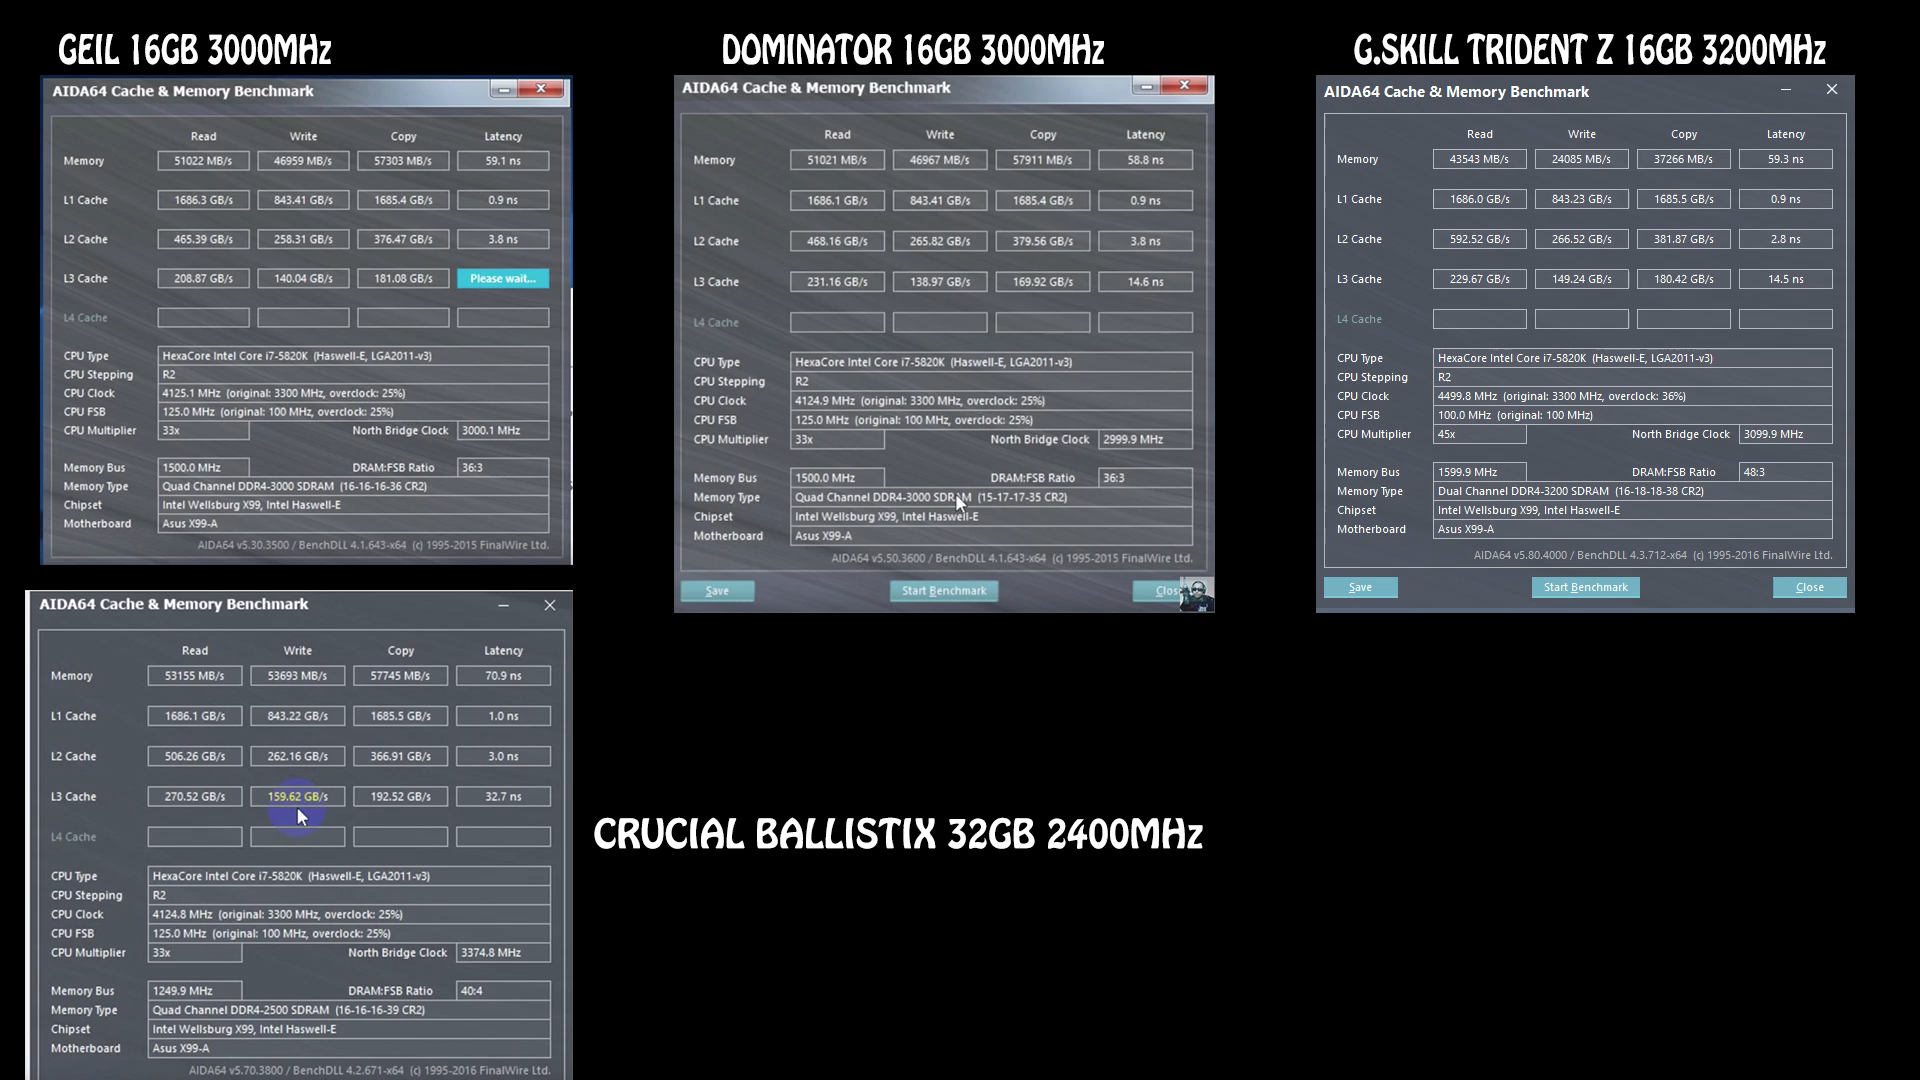 GEIL 16GB 3000MHz
AIDA64 Cache & Memory Benchmark
Read Write Copy Latency
Memory 51022 MB/s 46959 MB/s 57303 MB/s 59.1 ns
L1 Cache 1686.3 GB/s 843.41 GB/s 1685.4 GB/s 0.9 ns
L2 Cache 465.39 GB/s 258.31 GB/s 376.47 GB/s 3.8 ns
L3 Cache 208.87 GB/s 140.04 GB/s 181.08 GB/s Please wait...
L4 Cache
CPU Type HexaCore Intel Core i7-5820K (Haswell-E, LGA2011-v3)
CPU Stepping R2
CPU Clock 4125.1 MHz (original: 3300 MHz, overclock: 25%)
CPU FSB 125.0 MHz (original: 100 MHz, overclock: 25%)
CPU Multiplier 33x North Bridge Clock 3000.1 MHz
Memory Bus 1500.0 MHz DRAM:FSB Ratio 36:3
Memory Type Quad Channel DDR4-3000 SDRAM (16-16-16-36 CR2)
Chipset Intel Wellsburg X99, Intel Haswell-E
Motherboard Asus X99-A
AIDA64 v5.30.3500 / BenchDLL 4.1.643-x64 (c) 1995-2015 FinalWire Ltd.
DOMINATOR 16GB 3000MHz
AIDA64 Cache & Memory Benchmark
Read Write Copy Latency
Memory 51021 MB/s 46967 MB/s 57911 MB/s 58.8 ns
L1 Cache 1686.1 GB/s 843.41 GB/s 1685.4 GB/s 0.9 ns
L2 Cache 468.16 GB/s 265.82 GB/s 379.56 GB/s 3.8 ns
L3 Cache 231.16 GB/s 138.97 GB/s 169.92 GB/s 14.6 ns
L4 Cache
CPU Type HexaCore Intel Core i7-5820K (Haswell-E, LGA2011-v3)
CPU Stepping R2
CPU Clock 4124.9 MHz (original: 3300 MHz, overclock: 25%)
CPU FSB 125.0 MHz (original: 100 MHz, overclock: 25%)
CPU Multiplier 33x North Bridge Clock 2999.9 MHz
Memory Bus 1500.0 MHz DRAM:FSB Ratio 36:3
Memory Type Quad Channel DDR4-3000 SDRAM (15-17-17-35 CR2)
Chipset Intel Wellsburg X99, Intel Haswell-E
Motherboard Asus X99-A
AIDA64 v5.50.3600 / BenchDLL 4.1.643-x64 (c) 1995-2015 FinalWire Ltd.
Save Start Benchmark Clos
G.SKILL TRIDENT Z 16GB 3200MHz
AIDA64 Cache & Memory Benchmark
Read Write Copy Latency
Memory 43543 MB/s 24085 MB/s 37266 MB/s 59.3 ns
L1 Cache 1686.0 GB/s 843.23 GB/s 1685.5 GB/s 0.9 ns
L2 Cache 592.52 GB/s 266.52 GB/s 381.87 GB/s 2.8 ns
L3 Cache 229.67 GB/s 149.24 GB/s 180.42 GB/s 14.5 ns
L4 Cache
CPU Type HexaCore Intel Core i7-5820K (Haswell-E, LGA2011-v3)
CPU Stepping R2
CPU Clock 4499.8 MHz (original: 3300 MHz, overclock: 36%)
CPU FSB 100.0 MHz (original: 100 MHz)
CPU Multiplier 45x North Bridge Clock 3099.9 MHz
Memory Bus 1599.9 MHz DRAM:FSB Ratio 48:3
Memory Type Dual Channel DDR4-3200 SDRAM (16-18-18-38 CR2)
Chipset Intel Wellsburg X99, Intel Haswell-E
Motherboard Asus X99-A
AIDA64 v5.80.4000 / BenchDLL 4.3.712-x64 (c) 1995-2016 FinalWire Ltd.
Save Start Benchmark Close
AIDA64 Cache & Memory Benchmark
Read Write Copy Latency
Memory 53155 MB/s 53693 MB/s 57745 MB/s 70.9 ns
L1 Cache 1686.1 GB/s 843.22 GB/s 1685.5 GB/s 1.0 ns
L2 Cache 506.26 GB/s 262.16 GB/s 366.91 GB/s 3.0 ns
L3 Cache 270.52 GB/s 159.62 GB/s 192.52 GB/s 32.7 ns
L4 Cache
CPU Type HexaCore Intel Core i7-5820K (Haswell-E, LGA2011-v3)
CPU Stepping R2
CPU Clock 4124.8 MHz (original: 3300 MHz, overclock: 25%)
CPU FSB 125.0 MHz (original: 100 MHz, overclock: 25%)
CPU Multiplier 33x North Bridge Clock 3374.8 MHz
Memory Bus 1249.9 MHz DRAM:FSB Ratio 40:4
Memory Type Quad Channel DDR4-2500 SDRAM (16-16-16-39 CR2)
Chipset Intel Wellsburg X99, Intel Haswell-E
Motherboard Asus X99-A
AIDA64 v5.70.3800 / BenchDLL 4.2.671-x64 (c) 1995-2016 FinalWire Ltd.
CRUCIAL BALLISTIX 32GB 2400MHz